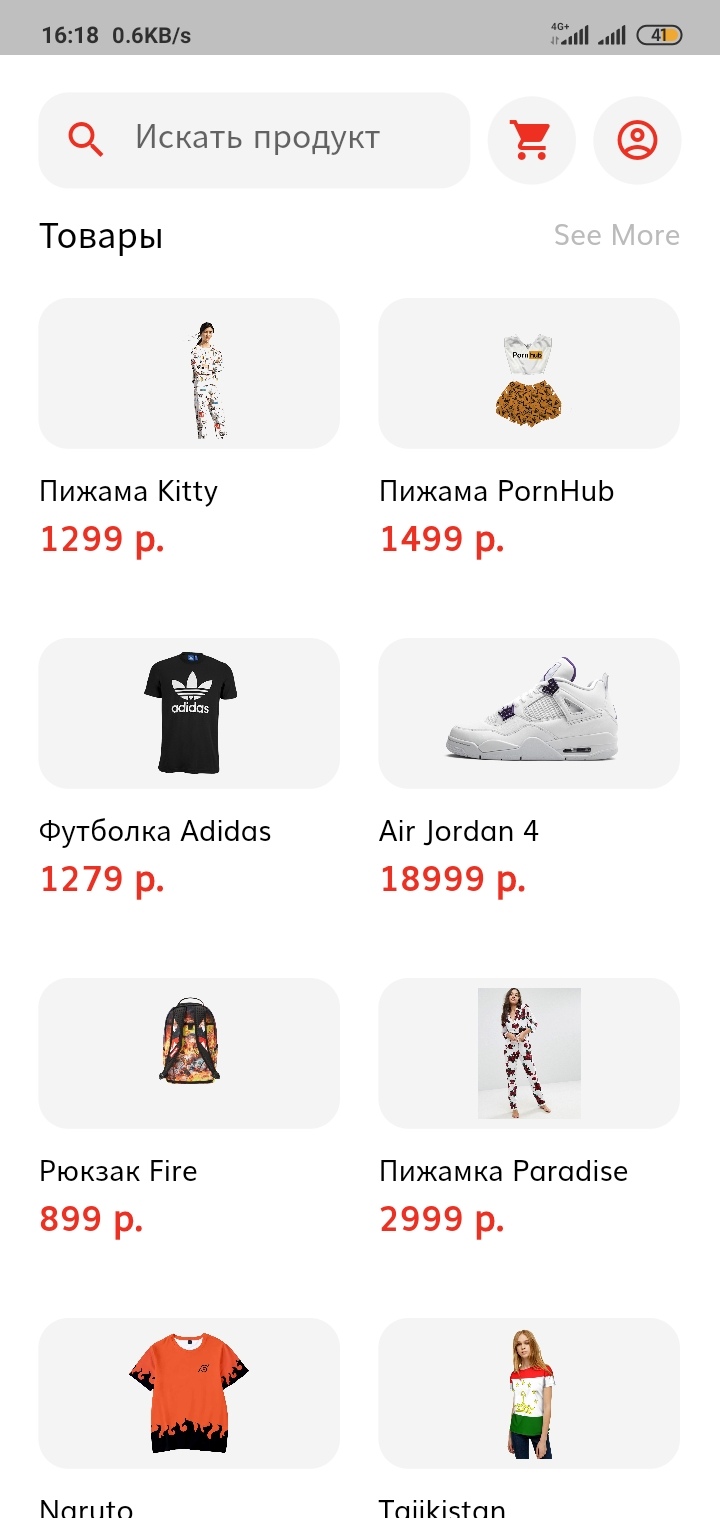 16:18 0.6KB/s 4G+ 41
Искать продукт
Товары See More
Porn hub
Пижама Kitty Пижама PornHub
1299 р. 1499 р.
adidas
Футболка Adidas Air Jordan 4
1279 р. 18999 р.
Рюкзак Fire Пижамка Paradise
899 р. 2999 р.
Naruto Tajikistan